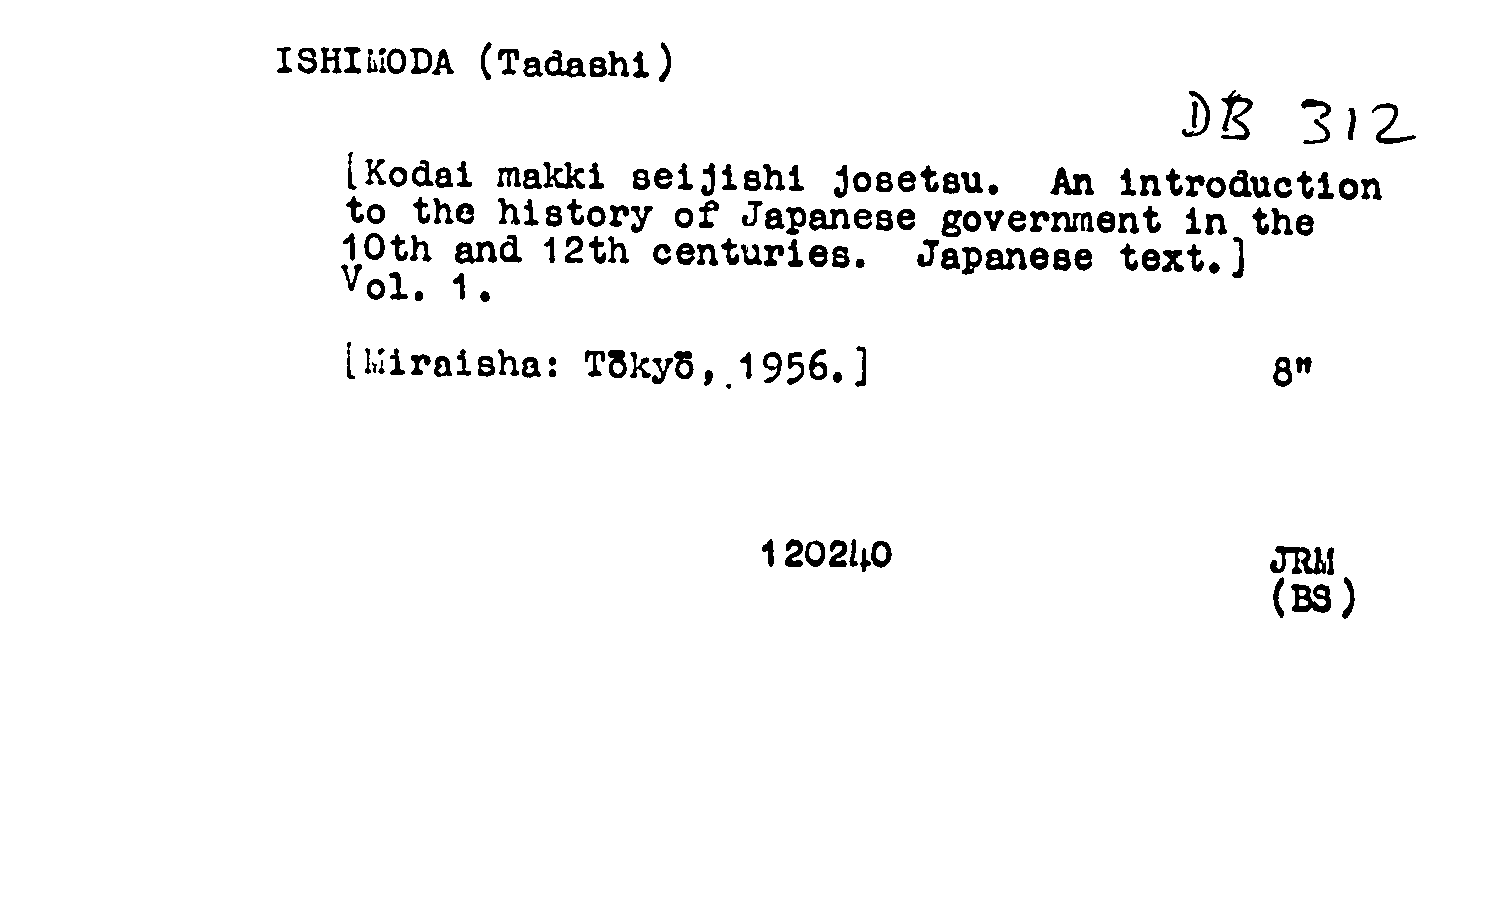 ISHIMODA (Tadashi)
DB 312
[Kodai makki seijishi josetsu. An introduction
to the history of Japanese government in the
10th and 12th centuries. Japanese text.]
Vol. 1.
[Miraisha: Tōkyō, 1956.]
8"
120240
JRM
(BS)